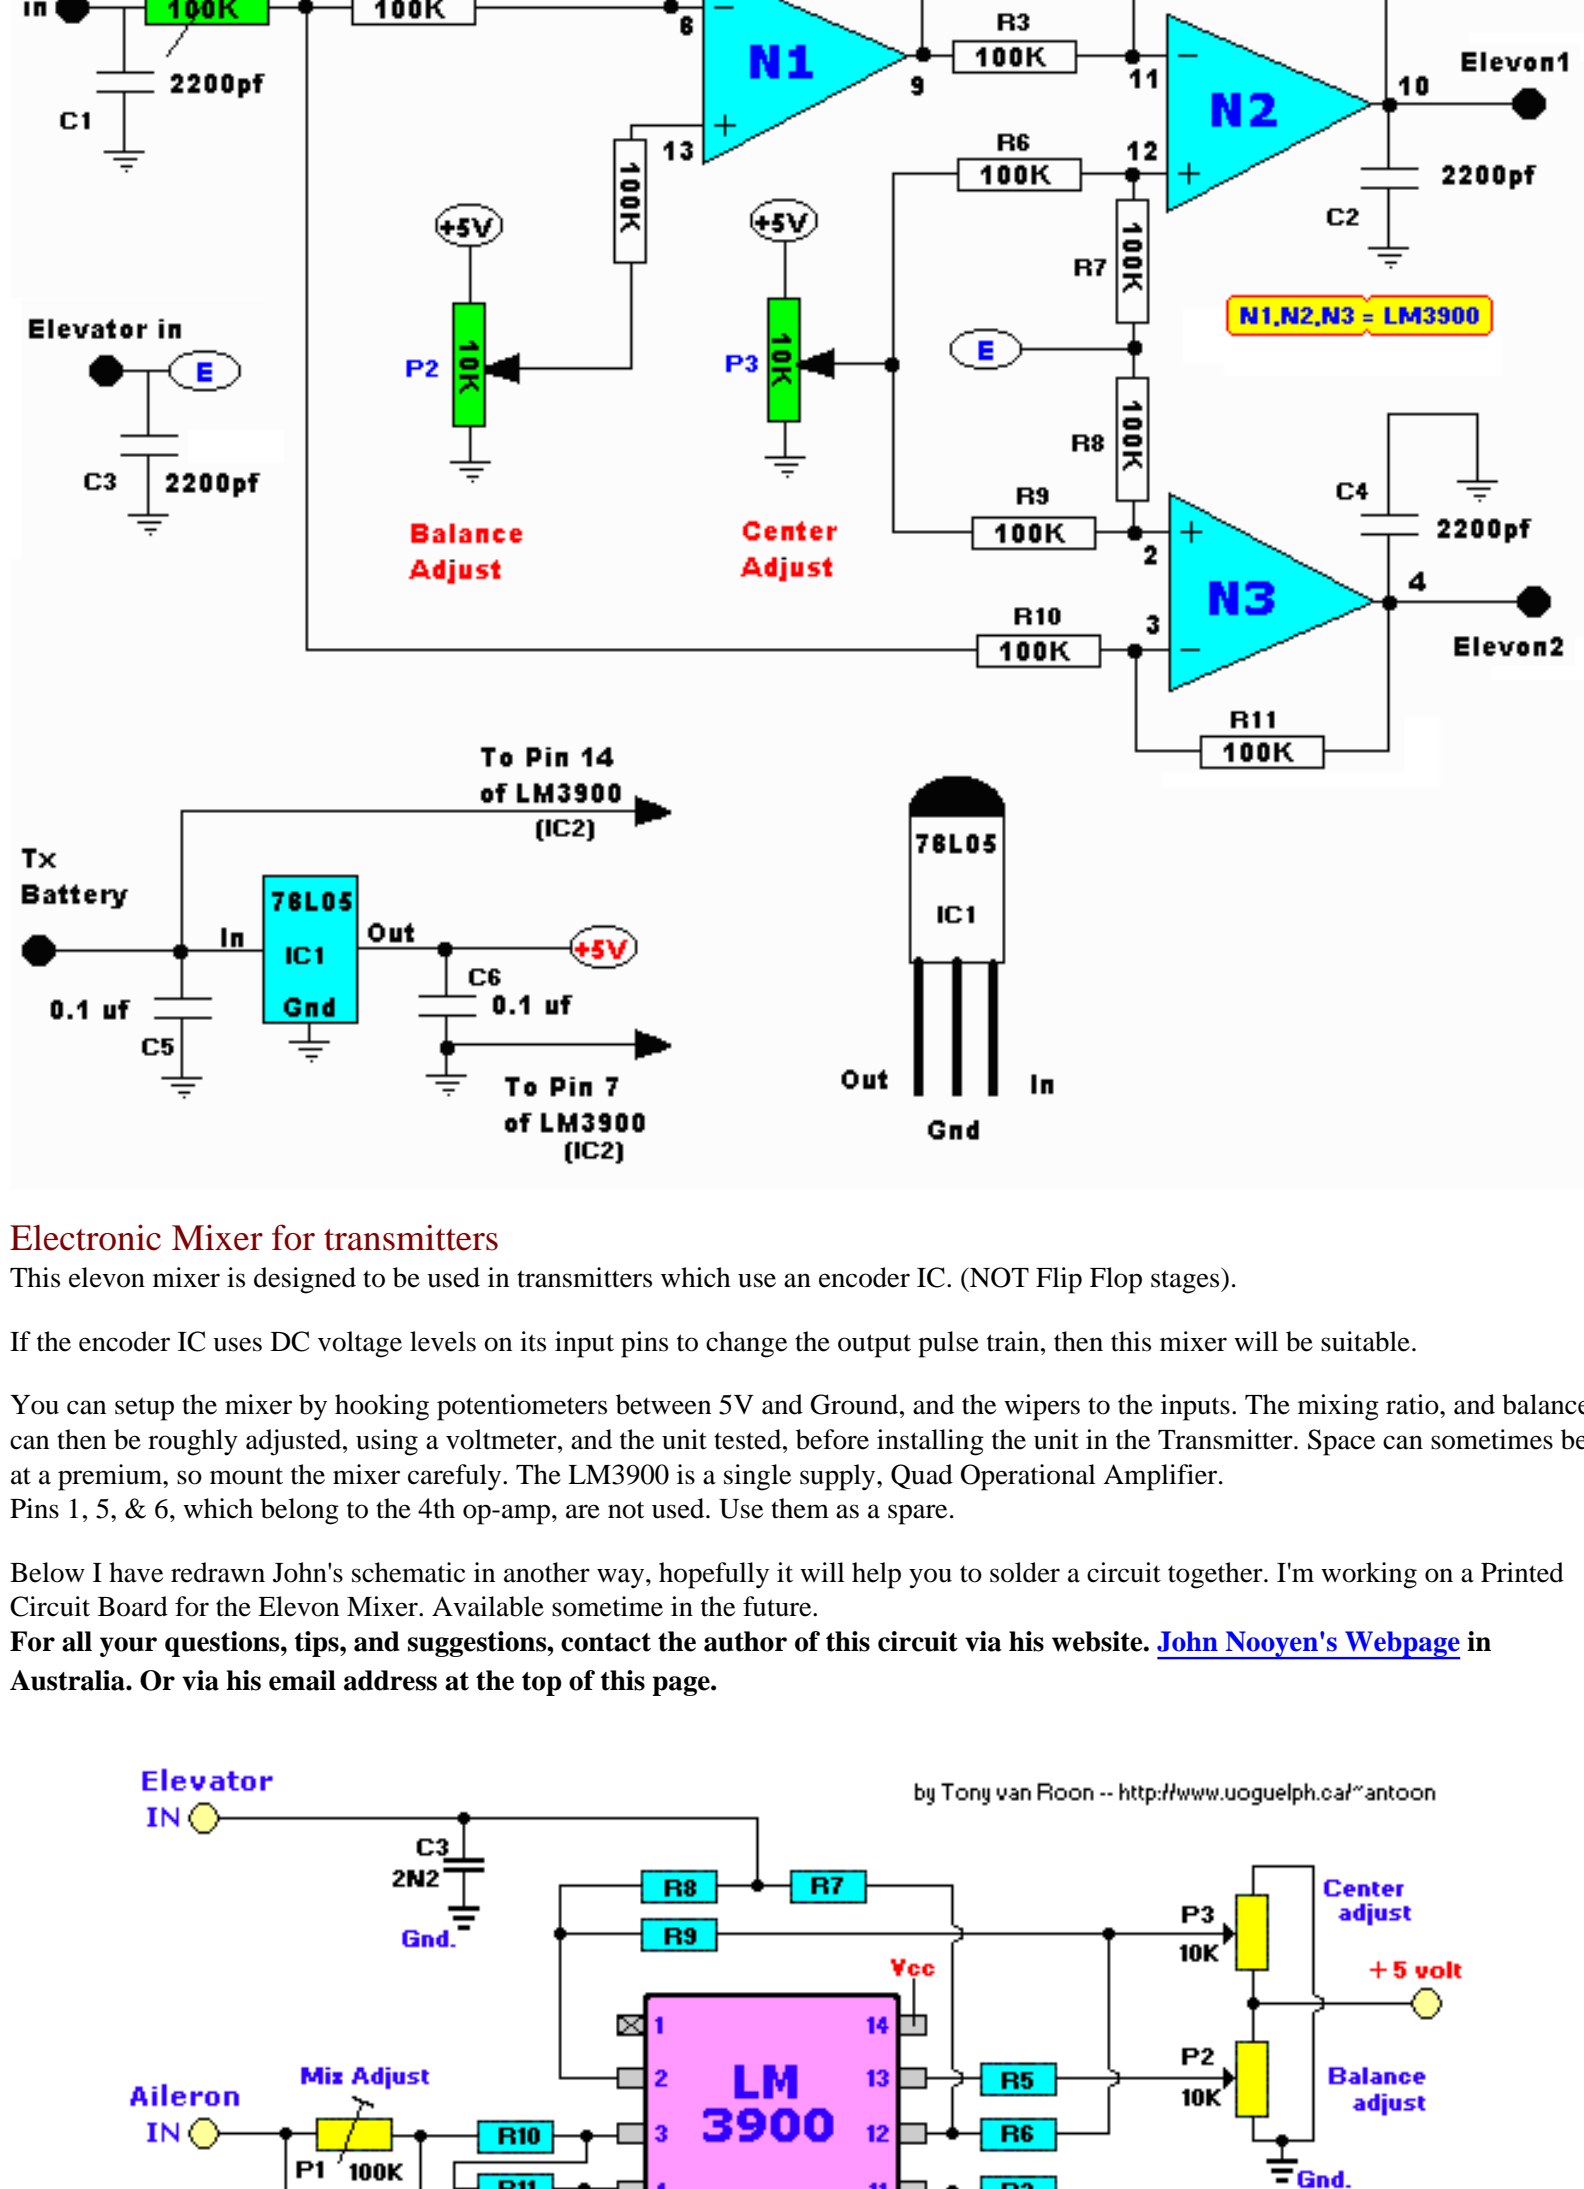 in
100K
100K
8
N1
9
R3
100K
11
N2
10
Elevon1
2200pf
C1
13
+
100K
R6
100K
12
2200pf
C2
+5V
+5V
R7
100K
N1,N2,N3 = LM3900
Elevator in
E
P2
10K
P3
10K
E
C3
2200pf
R8
100K
Balance
Adjust
Center
Adjust
R9
100K
2
C4
2200pf
N3
4
R10
100K
3
Elevon2
R11
100K
To Pin 14
of LM3900
(IC2)
Tx
Battery
In
78L05
IC1
Gnd
Out
+5V
0.1 uf
C5
C6
0.1 uf
To Pin 7
of LM3900
(IC2)
78L05
IC1
Out
In
Gnd
Electronic Mixer for transmitters
This elevon mixer is designed to be used in transmitters which use an encoder IC. (NOT Flip Flop stages).
If the encoder IC uses DC voltage levels on its input pins to change the output pulse train, then this mixer will be suitable.
You can setup the mixer by hooking potentiometers between 5V and Ground, and the wipers to the inputs. The mixing ratio, and balance
can then be roughly adjusted, using a voltmeter, and the unit tested, before installing the unit in the Transmitter. Space can sometimes be
at a premium, so mount the mixer carefuly. The LM3900 is a single supply, Quad Operational Amplifier.
Pins 1, 5, & 6, which belong to the 4th op-amp, are not used. Use them as a spare.
Below I have redrawn John's schematic in another way, hopefully it will help you to solder a circuit together. I'm working on a Printed
Circuit Board for the Elevon Mixer. Available sometime in the future.
For all your questions, tips, and suggestions, contact the author of this circuit via his website. John Nooyen's Webpage in
Australia. Or via his email address at the top of this page.
Elevator
IN
by Tony van Roon -- http://www.uoguelph.ca/~antoon
C3
2N2
Gnd.
R8
R7
R9
P3
10K
Center
adjust
+5 volt
Vcc
1
14
2
LM
3900
13
R5
P2
10K
Balance
adjust
Aileron
IN
Mix Adjust
P1
100K
R10
3
12
R6
R11
4
11
R3
Gnd.